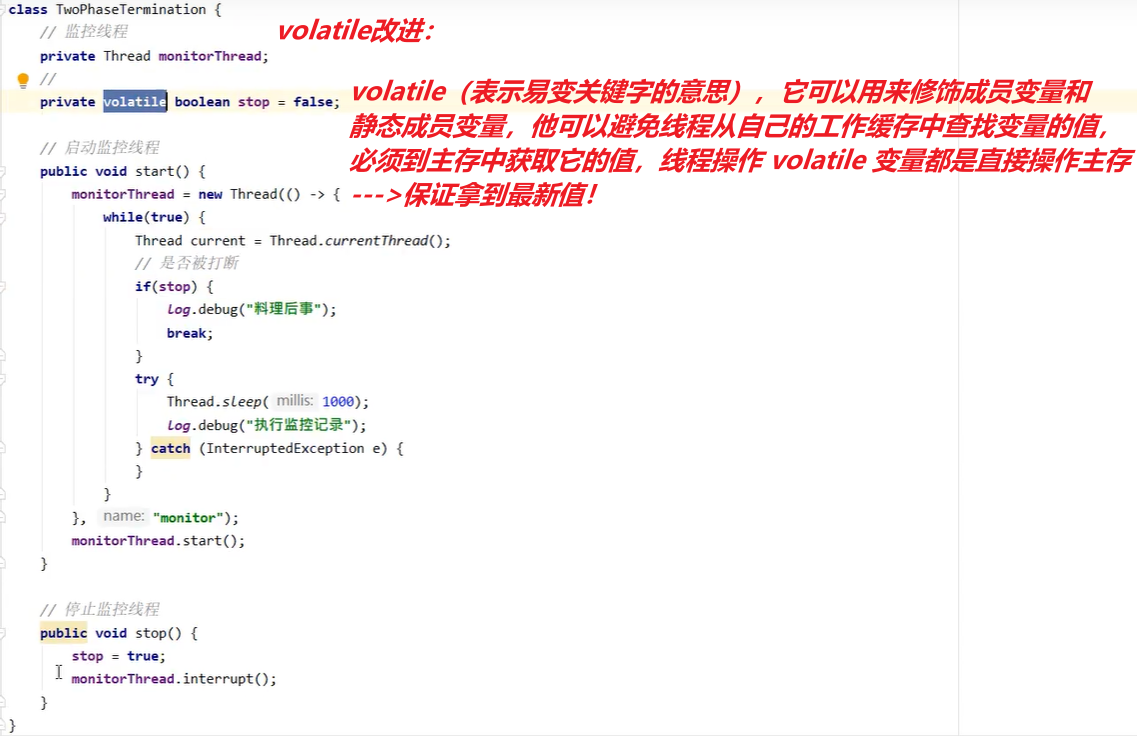 class TwoPhaseTermination {
// 监控线程
volatile改进：
private Thread monitorThread;
//
private volatile boolean stop = false;
volatile（表示易变关键字的意思），它可以用来修饰成员变量和
静态成员变量，他可以避免线程从自己的工作缓存中查找变量的值，
必须到主存中获取它的值，线程操作 volatile 变量都是直接操作主存
--->保证拿到最新值！
// 启动监控线程
public void start() {
monitorThread = new Thread(() -> {
while(true) {
Thread current = Thread.currentThread();
// 是否被打断
if(stop) {
log.debug("料理后事");
break;
}
try {
Thread.sleep( millis: 1000);
log.debug("执行监控记录");
} catch (InterruptedException e) {
}
}
}, name: "monitor");
monitorThread.start();
}
// 停止监控线程
public void stop() {
stop = true;
monitorThread.interrupt();
}
}